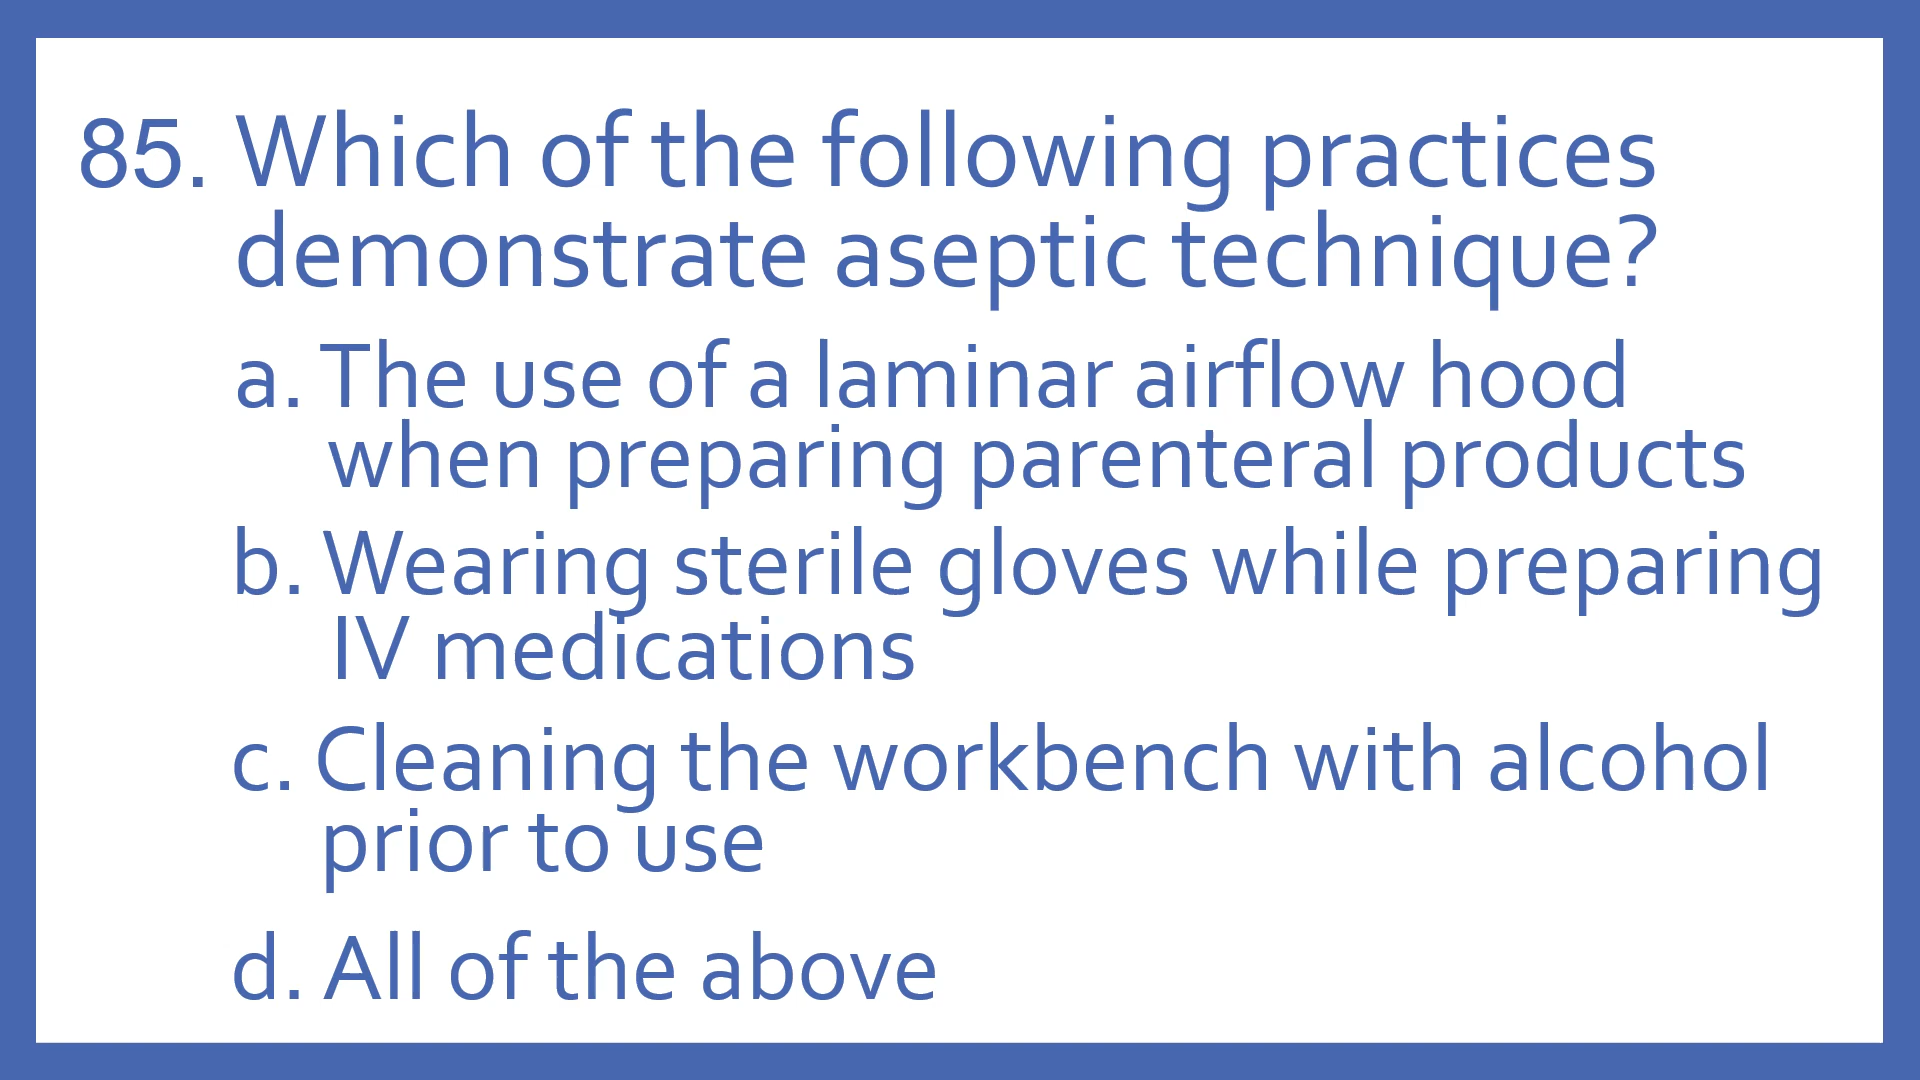 85. Which of the following practices
demonstrate aseptic technique?
a. The use of a laminar airflow hood
when preparing parenteral products
b. Wearing sterile gloves while preparing
IV medications
c. Cleaning the workbench with alcohol
prior to use
d. All of the above